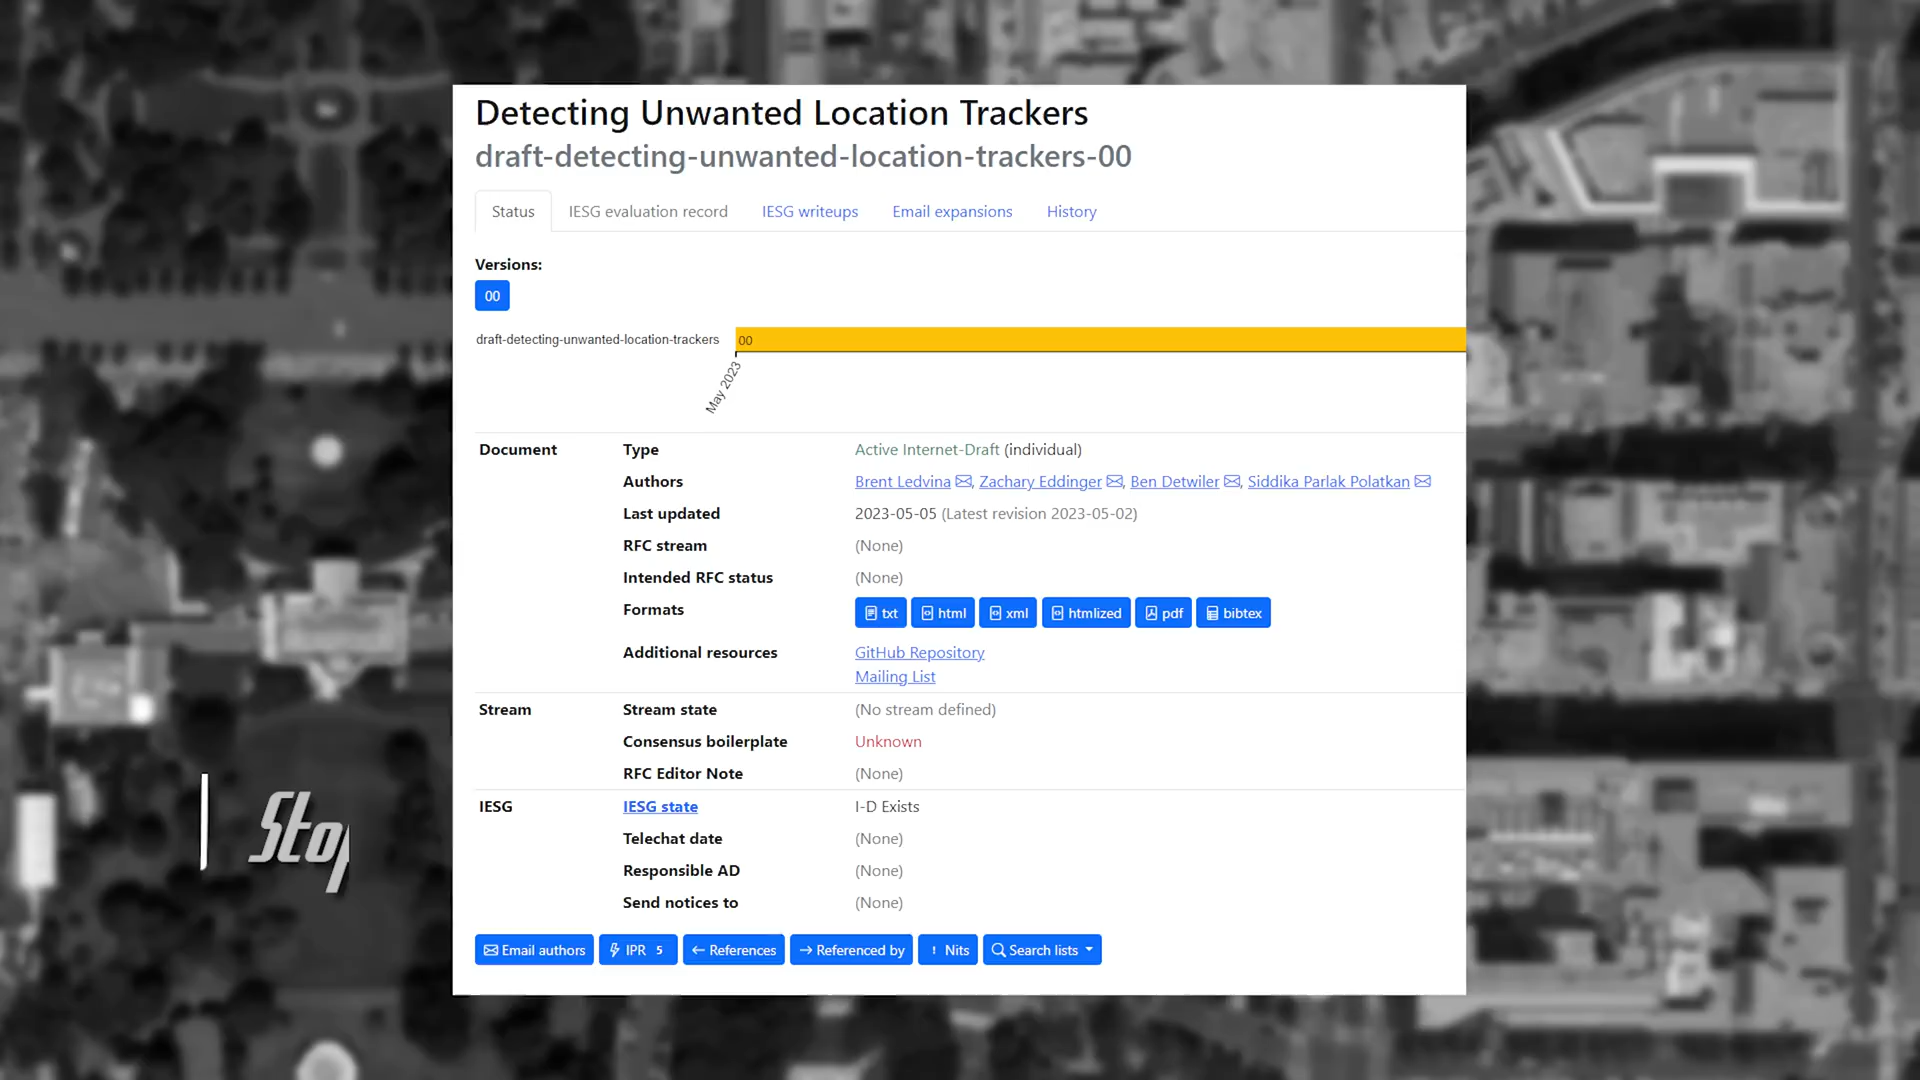 Detecting Unwanted Location Trackers
draft-detecting-unwanted-location-trackers-00
Status IESG evaluation record IESG writeups Email expansions History
Versions:
00
draft-detecting-unwanted-location-trackers 00
May 2023
Document Type Active Internet-Draft (individual)
Authors Brent Ledvina, Zachary Eddinger, Ben Detwiler, Siddika Parlak Polatkan
Last updated 2023-05-05 (Latest revision 2023-05-02)
RFC stream (None)
Intended RFC status (None)
Formats txt html xml htmlized pdf bibtex
Additional resources GitHub Repository
Mailing List
Stream Stream state (No stream defined)
Consensus boilerplate Unknown
RFC Editor Note (None)
IESG IESG state I-D Exists
Telechat date (None)
Responsible AD (None)
Send notices to (None)
Email authors IPR 5 ← References → Referenced by ! Nits Search lists